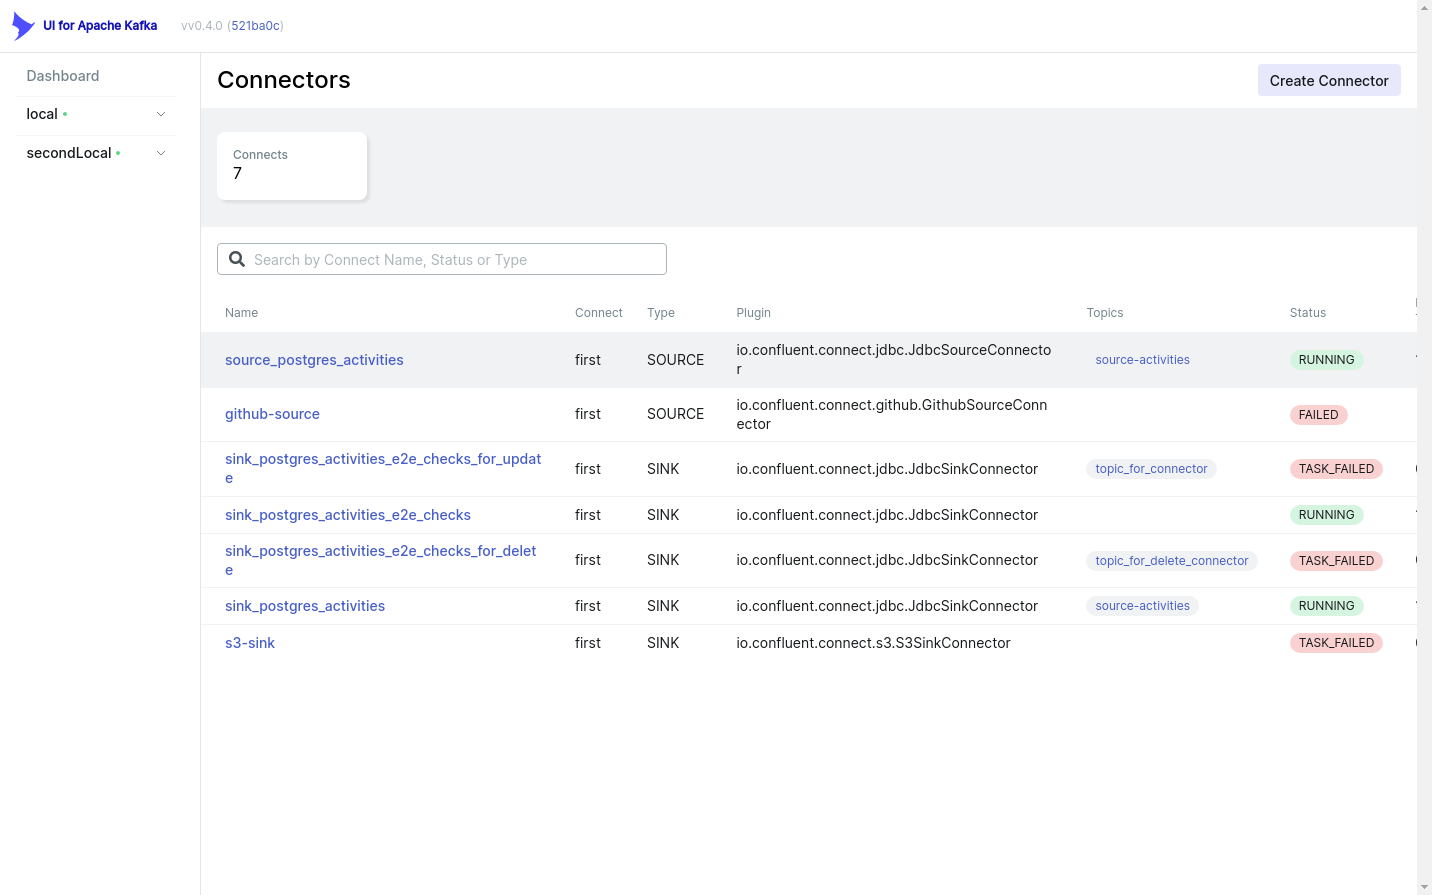 UI for Apache Kafka vv0.4.0 (521ba0c)
Dashboard
local
secondLocal
Connectors
Create Connector
Connects
7
Search by Connect Name, Status or Type
Name Connect Type Plugin Topics Status
source_postgres_activities first SOURCE io.confluent.connect.jdbc.JdbcSourceConnecto
r source-activities RUNNING
github-source first SOURCE io.confluent.connect.github.GithubSourceConn
ector FAILED
sink_postgres_activities_e2e_checks_for_updat
e first SINK io.confluent.connect.jdbc.JdbcSinkConnector topic_for_connector TASK_FAILED
sink_postgres_activities_e2e_checks first SINK io.confluent.connect.jdbc.JdbcSinkConnector RUNNING
sink_postgres_activities_e2e_checks_for_delet
e first SINK io.confluent.connect.jdbc.JdbcSinkConnector topic_for_delete_connector TASK_FAILED
sink_postgres_activities first SINK io.confluent.connect.jdbc.JdbcSinkConnector source-activities RUNNING
s3-sink first SINK io.confluent.connect.s3.S3SinkConnector TASK_FAILED